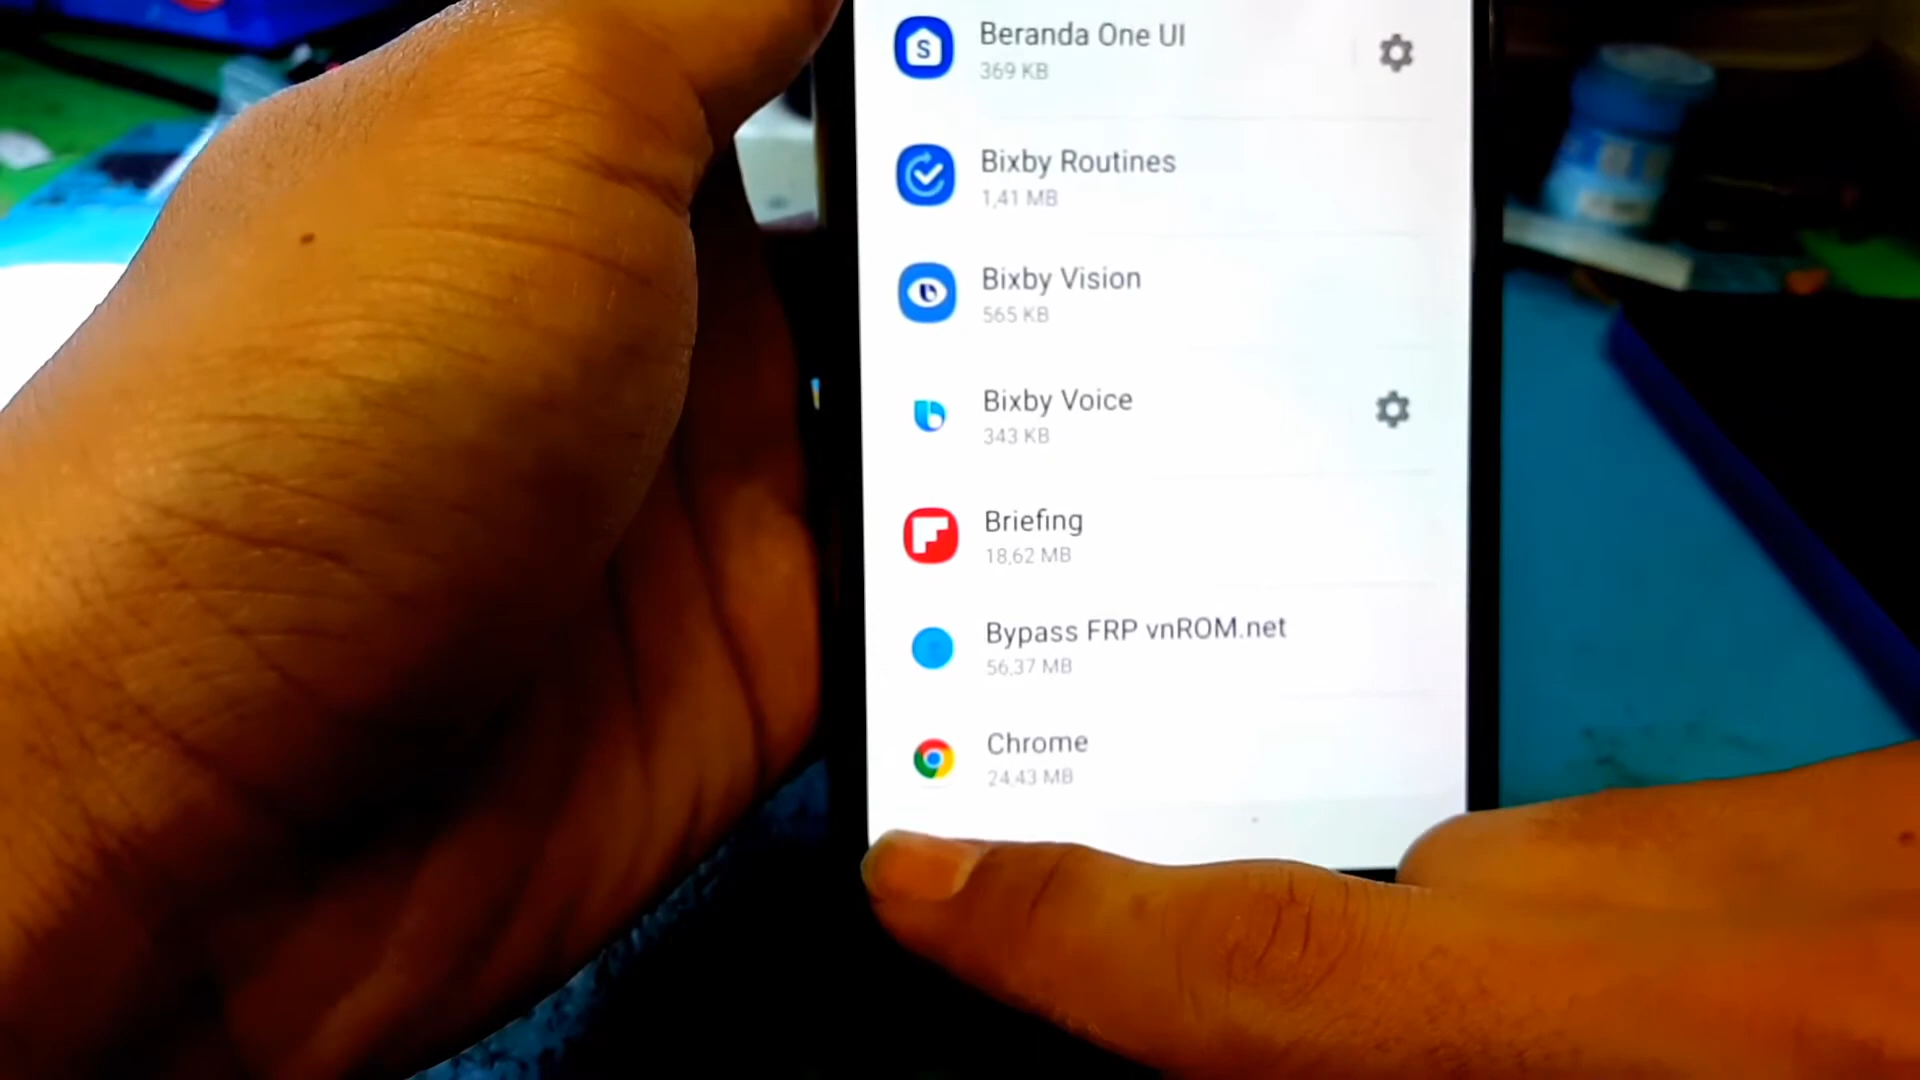 Beranda One UI
369 KB
Bixby Routines
1,41 MB
Bixby Vision
565 KB
Bixby Voice
343 KB
Briefing
18,62 MB
Bypass FRP vnROM.net
56,37 MB
Chrome
24,43 MB